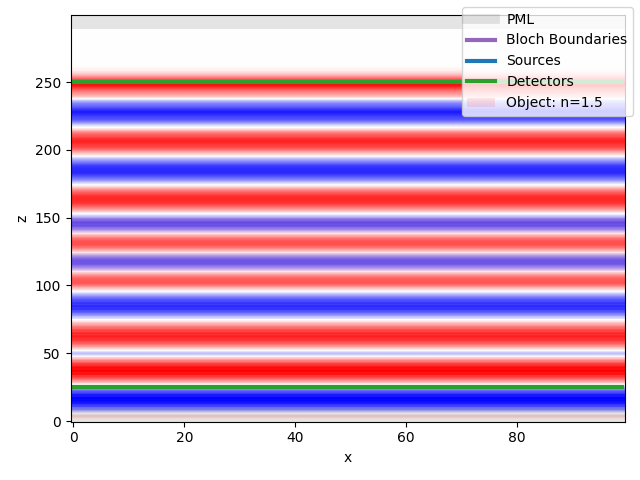 PML
Bloch Boundaries
Sources
Detectors
Object: n=1.5
250
200
150
100
50
0
z
0 20 40 60 80
x